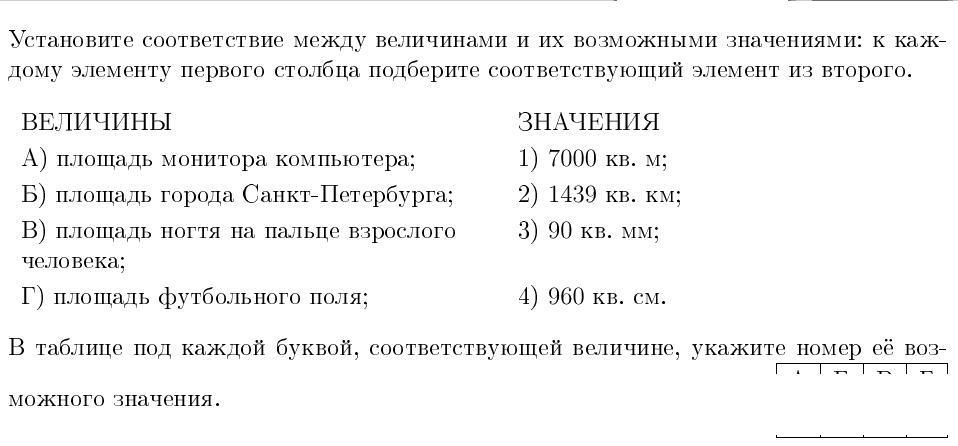 Установите соответствие между величинами и их возможными значениями: к каж-
дому элементу первого столбца подберите соответствующий элемент из второго.
ВЕЛИЧИНЫ
ЗНАЧЕНИЯ
А) площадь монитора компьютера;
1) 7000 кв. м;
Б) площадь города Санкт-Петербурга;
2) 1439 кв. км;
В) площадь ногтя на пальце взрослого
3) 90 кв. мм;
человека;
Г) площадь футбольного поля;
4) 960 кв. см.
В таблице под каждой буквой, соответствующей величине, укажите номер её воз-
можного значения.